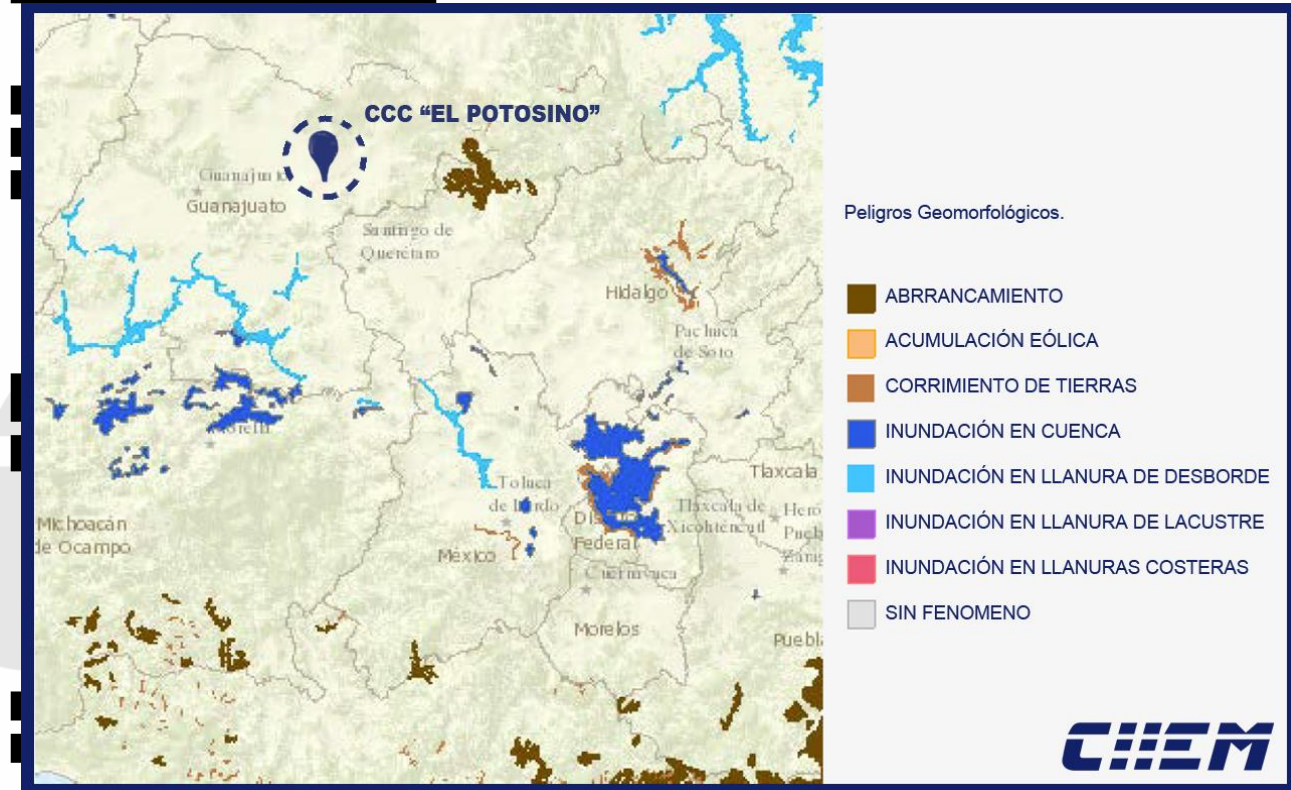 CCC “EL POTOSINO”
Guanajuato
Guanajuato
Santiago de
Querétaro
Hidalgo
Pachuca
de Soto
Morelia
Toluca
de Lerdo
Tlaxcala
Tlaxcala de
Xicohténcatl
Distrito
Federal
México
Michoacán
de Ocampo
Cuernavaca
Morelos
Puebla
Peligros Geomorfológicos.
ABRRANCAMIENTO
ACUMULACIÓN EÓLICA
CORRIMIENTO DE TIERRAS
INUNDACIÓN EN CUENCA
INUNDACIÓN EN LLANURA DE DESBORDE
INUNDACIÓN EN LLANURA DE LACUSTRE
INUNDACIÓN EN LLANURAS COSTERAS
SIN FENOMENO
CIIEM